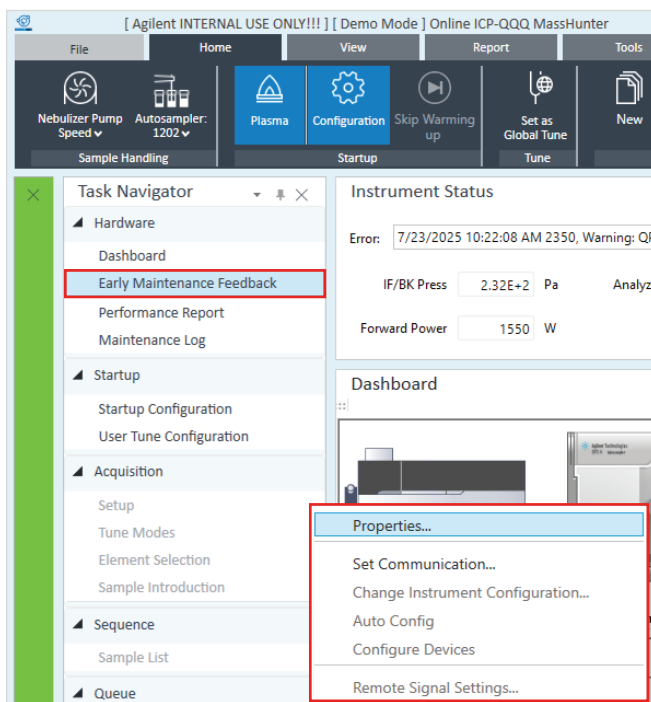 [ Agilent INTERNAL USE ONLY!!! ] [ Demo Mode ] Online ICP-QQQ MassHunter
File Home View Report Tools
Nebulizer Pump Speed
Autosampler: 1202
Plasma
Configuration
Skip Warming up
Set as Global Tune
New
Sample Handling
Startup
Tune
Task Navigator
Hardware
Dashboard
Early Maintenance Feedback
Performance Report
Maintenance Log
Startup
Startup Configuration
User Tune Configuration
Acquisition
Setup
Tune Modes
Element Selection
Sample Introduction
Sequence
Sample List
Queue
Instrument Status
Error: 7/23/2025 10:22:08 AM 2350, Warning: QP
IF/BK Press 2.32E+2 Pa Analyz
Forward Power 1550 W
Dashboard
Agilent Technologies
Properties...
Set Communication...
Change Instrument Configuration...
Auto Config
Configure Devices
Remote Signal Settings...